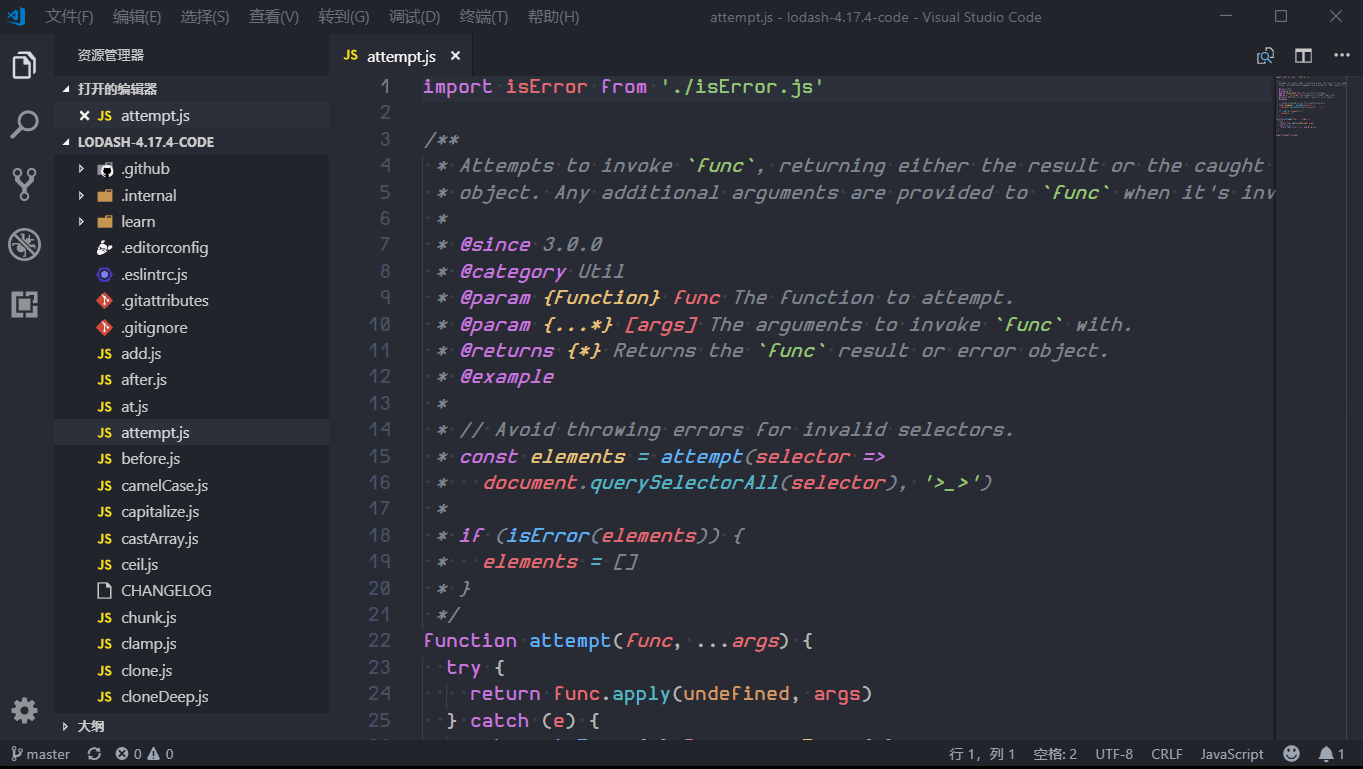 文件(F) 编辑(E) 选择(S) 查看(V) 转到(G) 调试(D) 终端(T) 帮助(H) attempt.js - lodash-4.17.4-code - Visual Studio Code
资源管理器
JS attempt.js
打开的编辑器
JS attempt.js
LODASH-4.17.4-CODE
.github
.internal
learn
.editorconfig
.eslintrc.js
.gitattributes
.gitignore
JS add.js
JS after.js
JS at.js
JS attempt.js
JS before.js
JS camelCase.js
JS capitalize.js
JS castArray.js
JS ceil.js
CHANGELOG
JS chunk.js
JS clamp.js
JS clone.js
JS cloneDeep.js
大纲
1 import isError from './isError.js'
2
3 /**
4 * Attempts to invoke `func`, returning either the result or the caught
5 * object. Any additional arguments are provided to `func` when it's inv
6 *
7 * @since 3.0.0
8 * @category Util
9 * @param {Function} func The function to attempt.
10 * @param {...*} [args] The arguments to invoke `func` with.
11 * @returns {*} Returns the `func` result or error object.
12 * @example
13 *
14 * // Avoid throwing errors for invalid selectors.
15 * const elements = attempt(selector =>
16 *   document.querySelectorAll(selector), '>_>')
17 *
18 * if (isError(elements)) {
19 *   elements = []
20 * }
21 */
22 function attempt(func, ...args) {
23   try {
24     return func.apply(undefined, args)
25   } catch (e) {
master 0 0 行 1，列 1 空格: 2 UTF-8 CRLF JavaScript 1